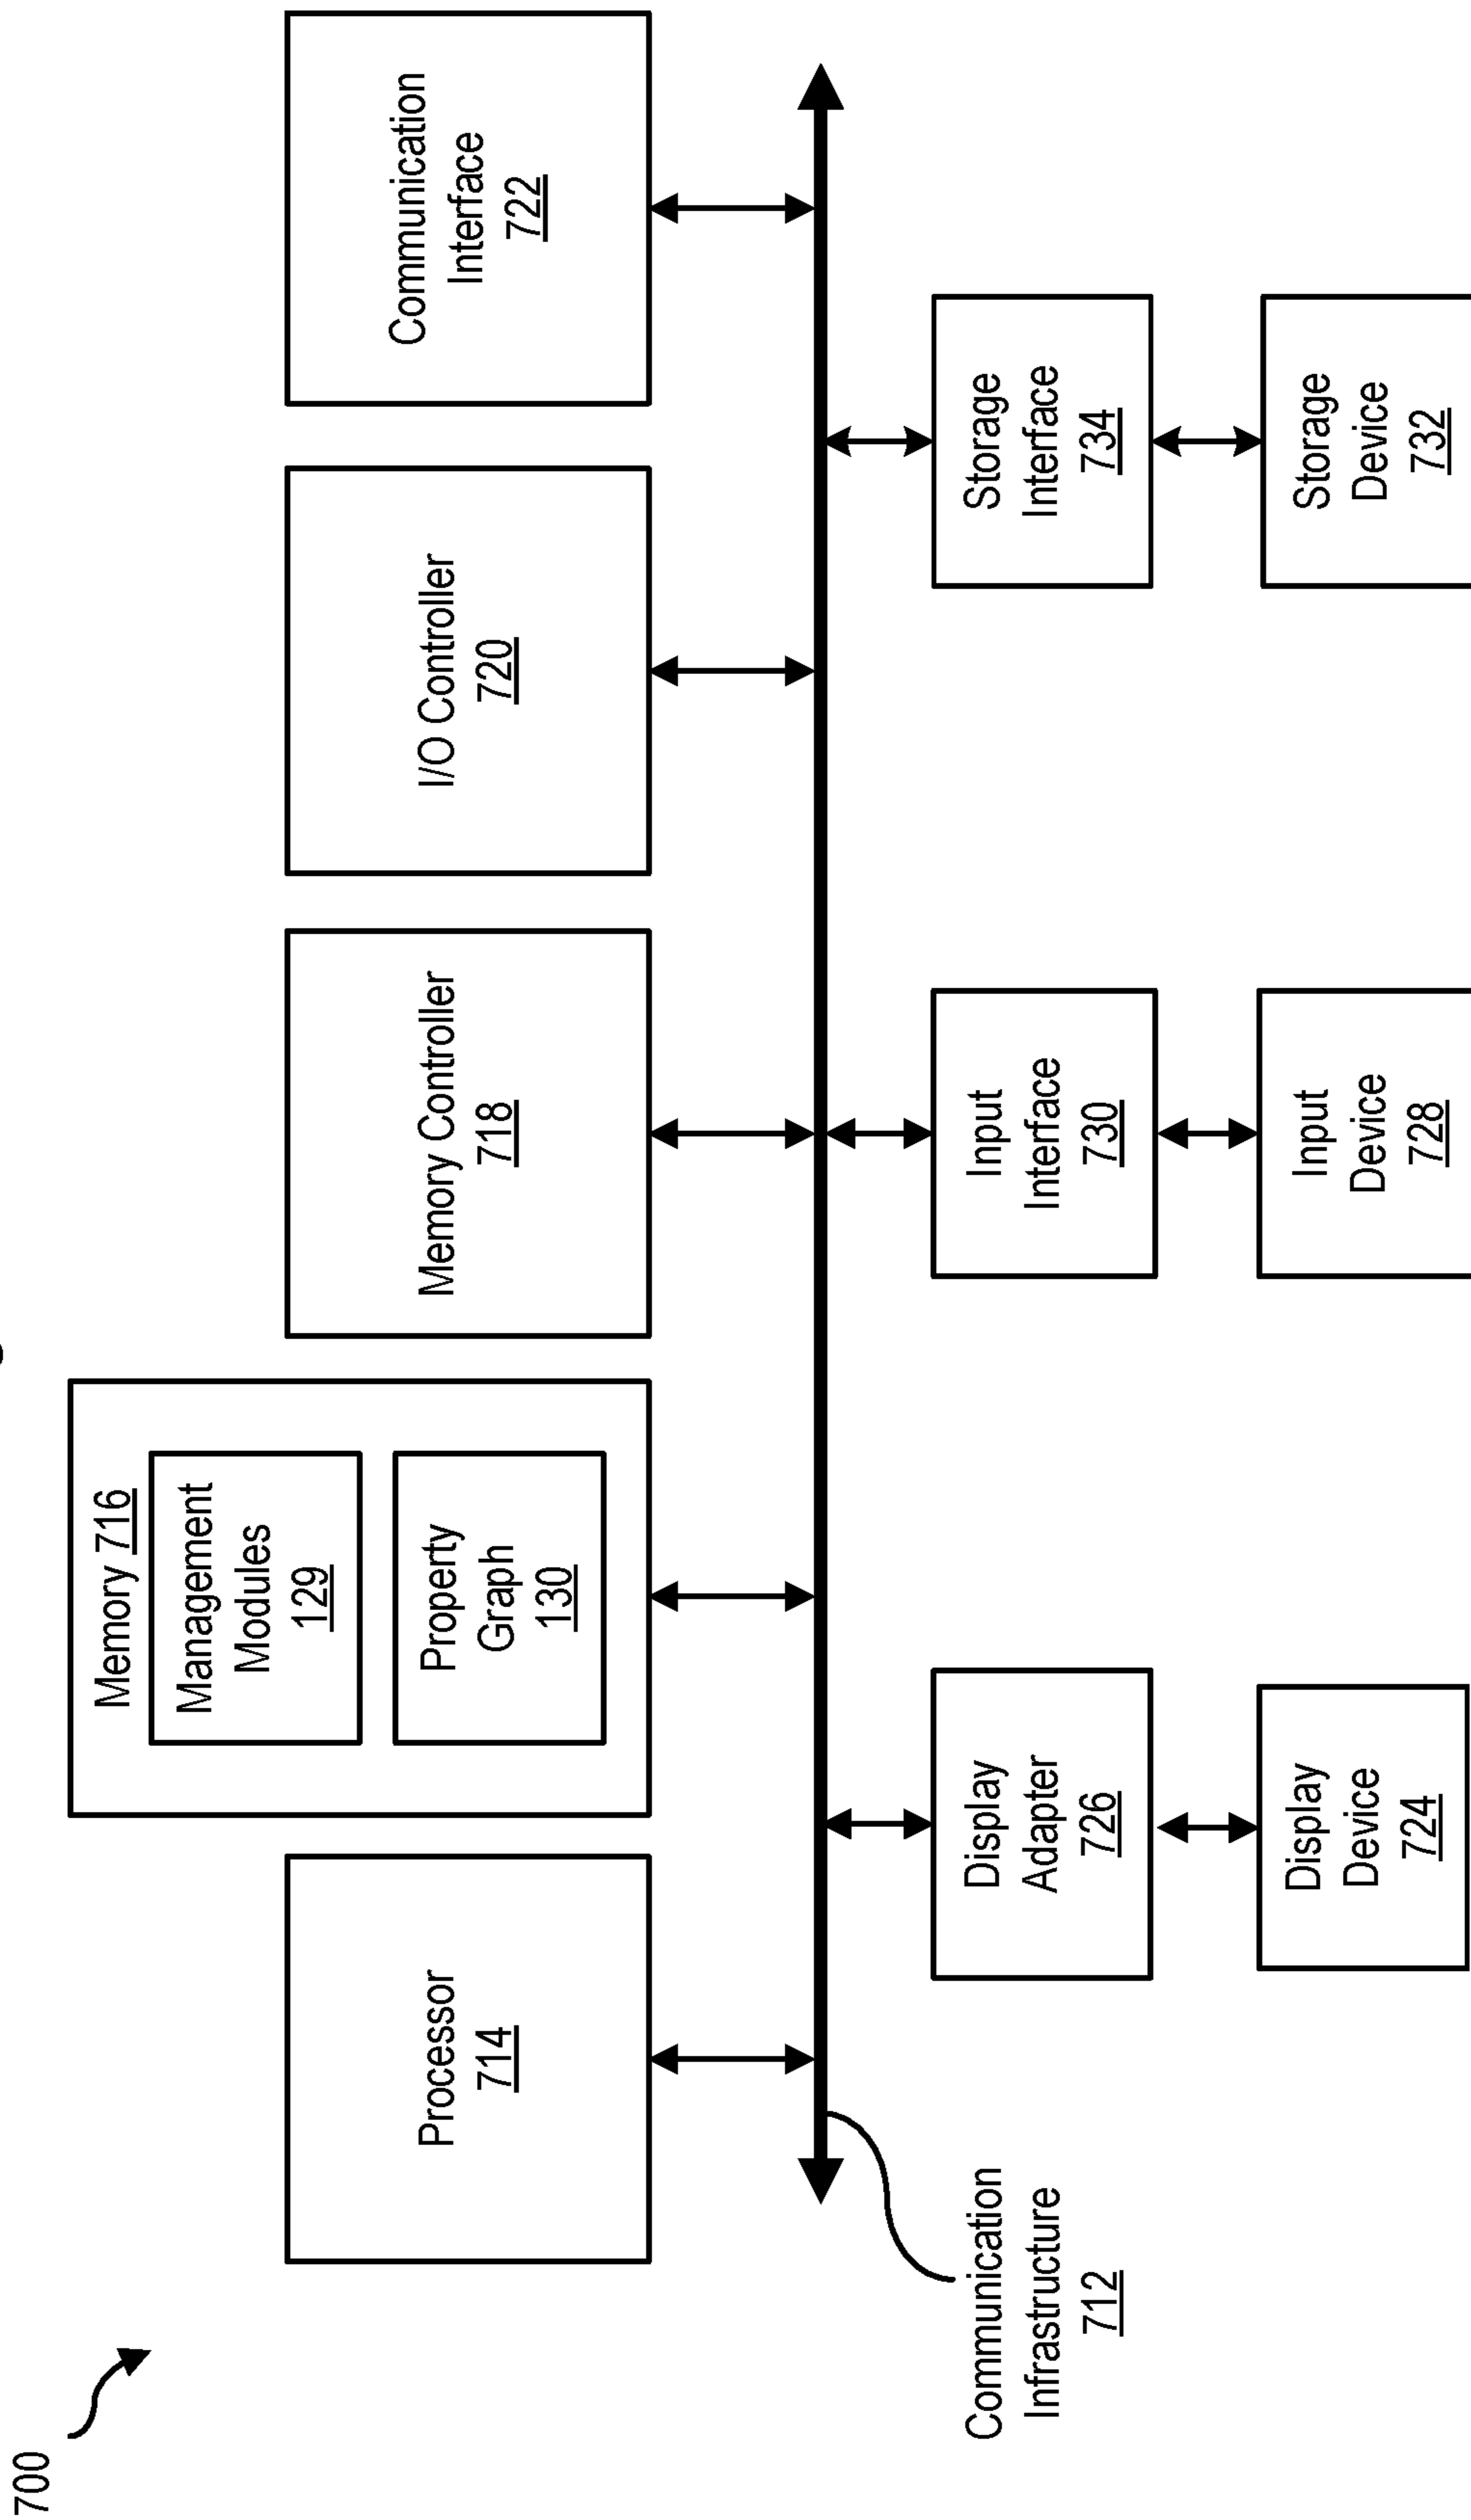 700
Processor
714
Memory 716
Management
Modules
129
Property
Graph
130
Memory Controller
718
I/O Controller
720
Communication
Interface
722
Communication
Infrastructure
712
Display
Adapter
726
Input
Interface
730
Storage
Interface
734
Display
Device
724
Input
Device
728
Storage
Device
732